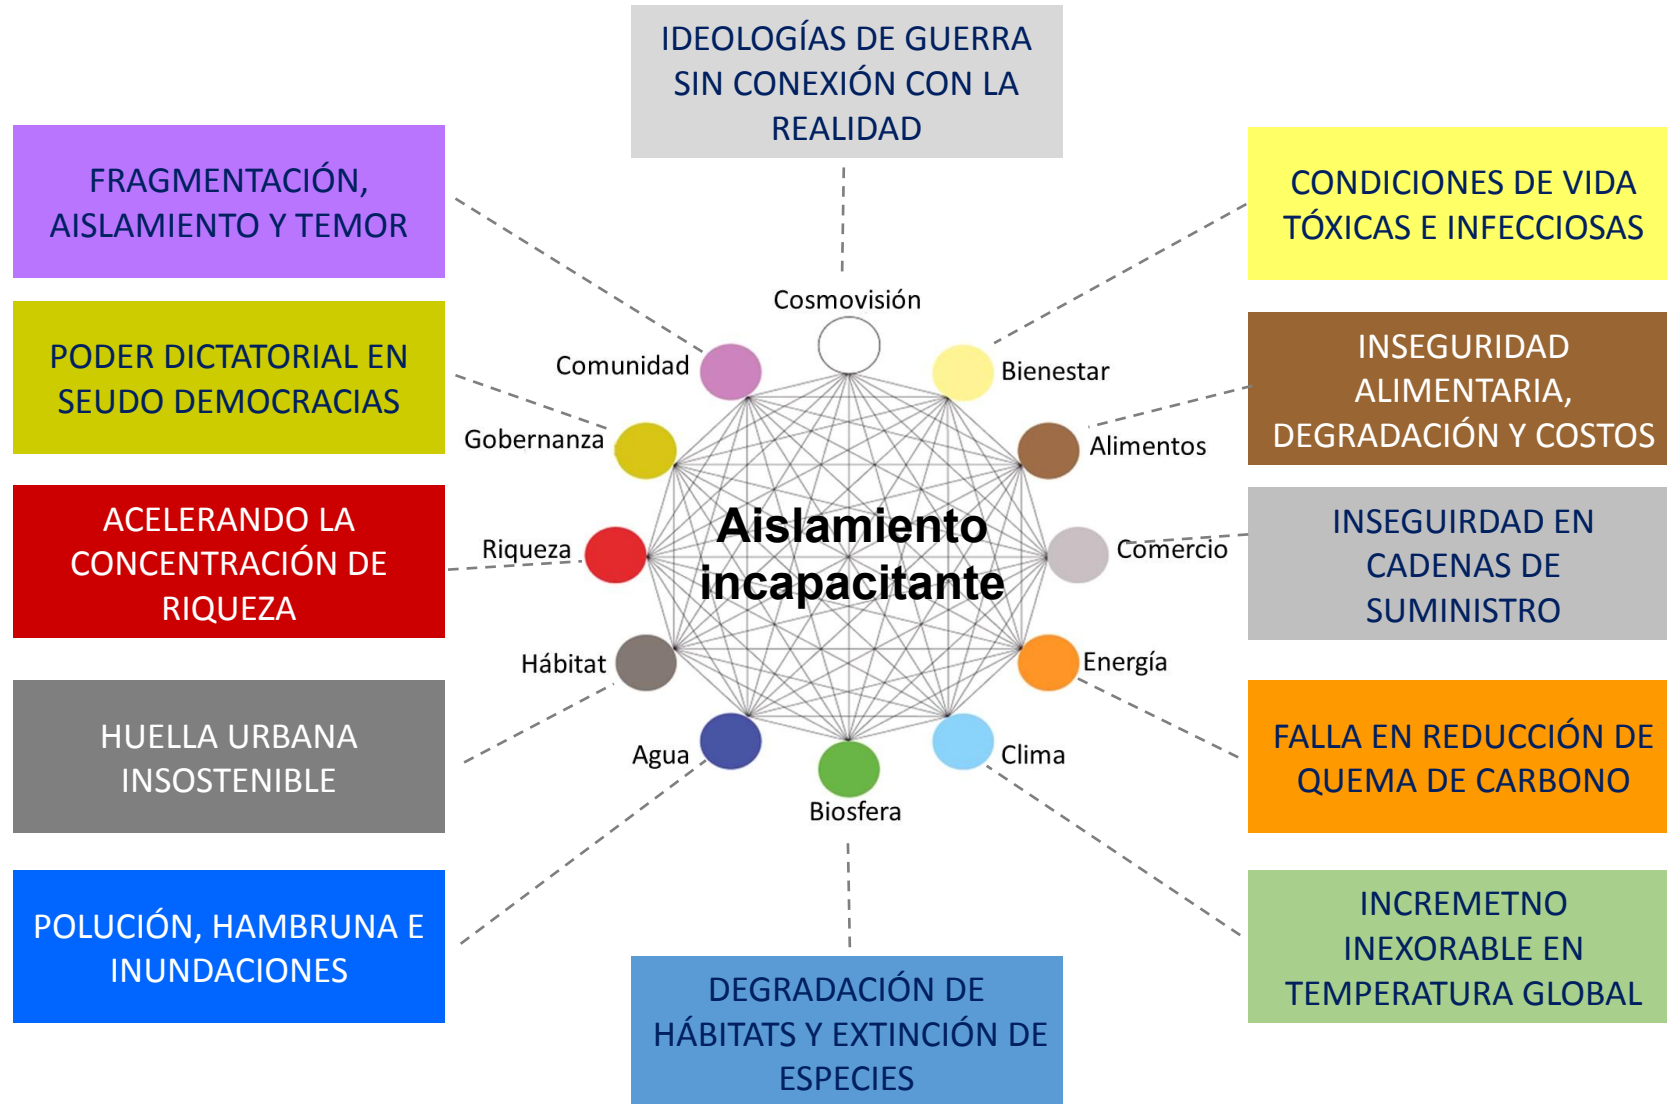 IDEOLOGÍAS DE GUERRA
SIN CONEXIÓN CON LA
REALIDAD
FRAGMENTACIÓN,
AISLAMIENTO Y TEMOR
CONDICIONES DE VIDA
TÓXICAS E INFECCIOSAS
PODER DICTATORIAL EN
SEUDO DEMOCRACIAS
INSEGURIDAD
ALIMENTARIA,
DEGRADACIÓN Y COSTOS
ACELERANDO LA
CONCENTRACIÓN DE
RIQUEZA
INSEGUIRDAD EN
CADENAS DE
SUMINISTRO
HUELLA URBANA
INSOSTENIBLE
FALLA EN REDUCCIÓN DE
QUEMA DE CARBONO
POLUCIÓN, HAMBRUNA E
INUNDACIONES
INCREMETNO
INEXORABLE EN
TEMPERATURA GLOBAL
DEGRADACIÓN DE
HÁBITATS Y EXTINCIÓN DE
ESPECIES
Cosmovisión
Comunidad
Bienestar
Gobernanza
Alimentos
Riqueza
Comercio
Hábitat
Energía
Agua
Clima
Biosfera
Aislamiento
incapacitante